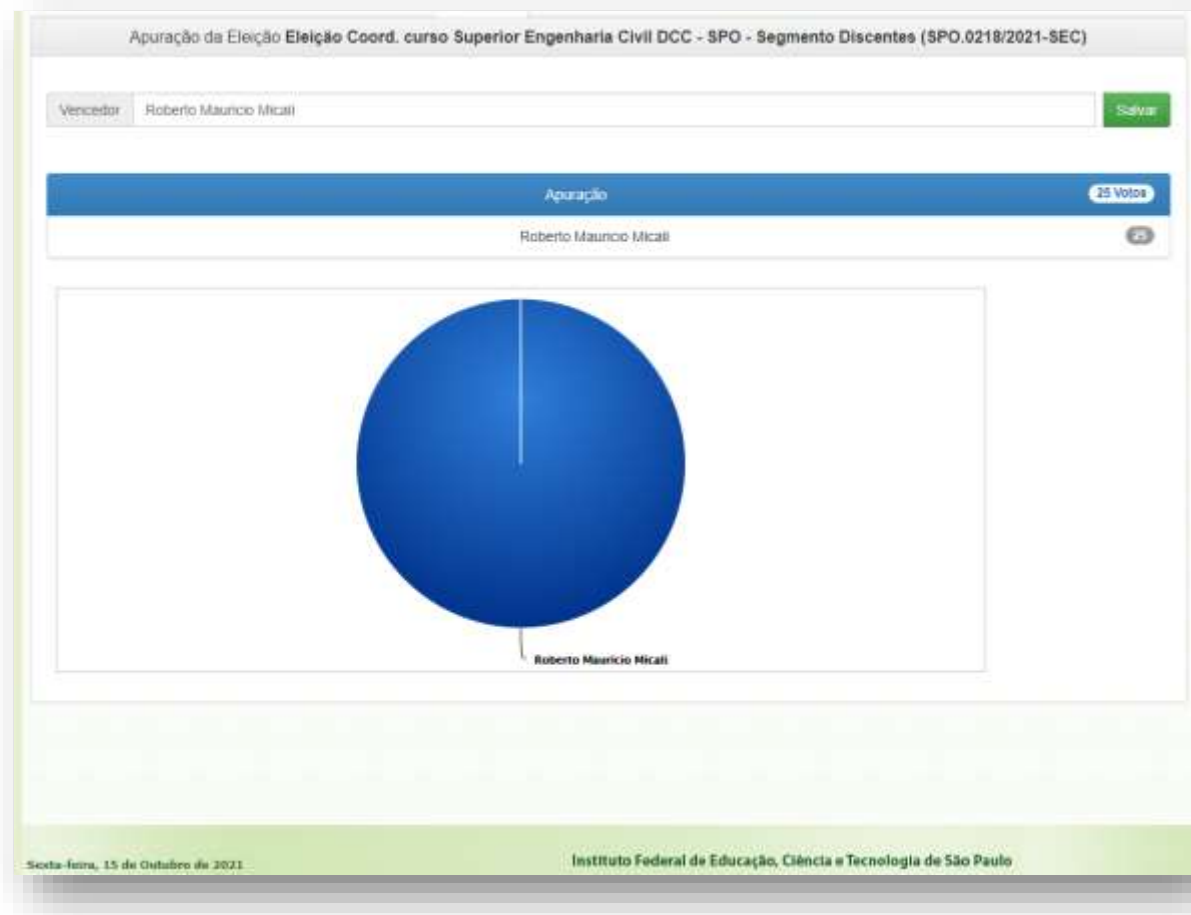 Apuração da Eleição Eleição Coord. curso Superior Engenharia Civil DCC - SPO - Segmento Discentes (SPO.0218/2021-SEC)
Vencedor Roberto Mauricio Micali Salvar
Apuração 25 Votos
Roberto Mauricio Micali 25
Roberto Mauricio Micali
Sexta-feira, 15 de Outubro de 2021 Instituto Federal de Educação, Ciência e Tecnologia de São Paulo